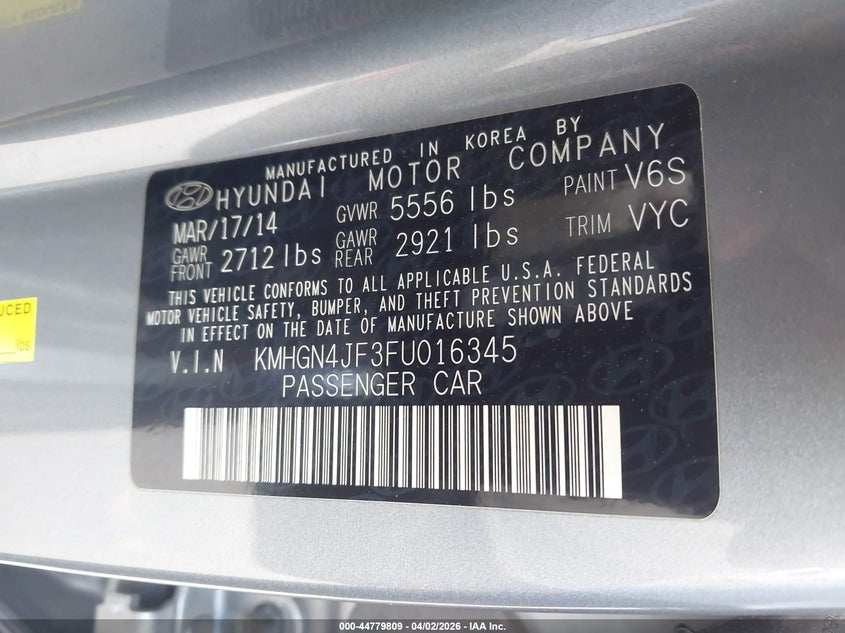 MANUFACTURED IN KOREA BY
HYUNDAI MOTOR COMPANY
MAR/17/14 GVWR 5556 lbs PAINT V6S
GAWR FRONT 2712 lbs GAWR REAR 2921 lbs TRIM VYC
THIS VEHICLE CONFORMS TO ALL APPLICABLE U.S.A. FEDERAL
MOTOR VEHICLE SAFETY, BUMPER, AND THEFT PREVENTION STANDARDS
IN EFFECT ON THE DATE OF MANUFACTURE SHOWN ABOVE
V.I.N KMHGN4JF3FU016345
PASSENGER CAR
lbs
000-44779809 - 04/02/2026 - IAA Inc.